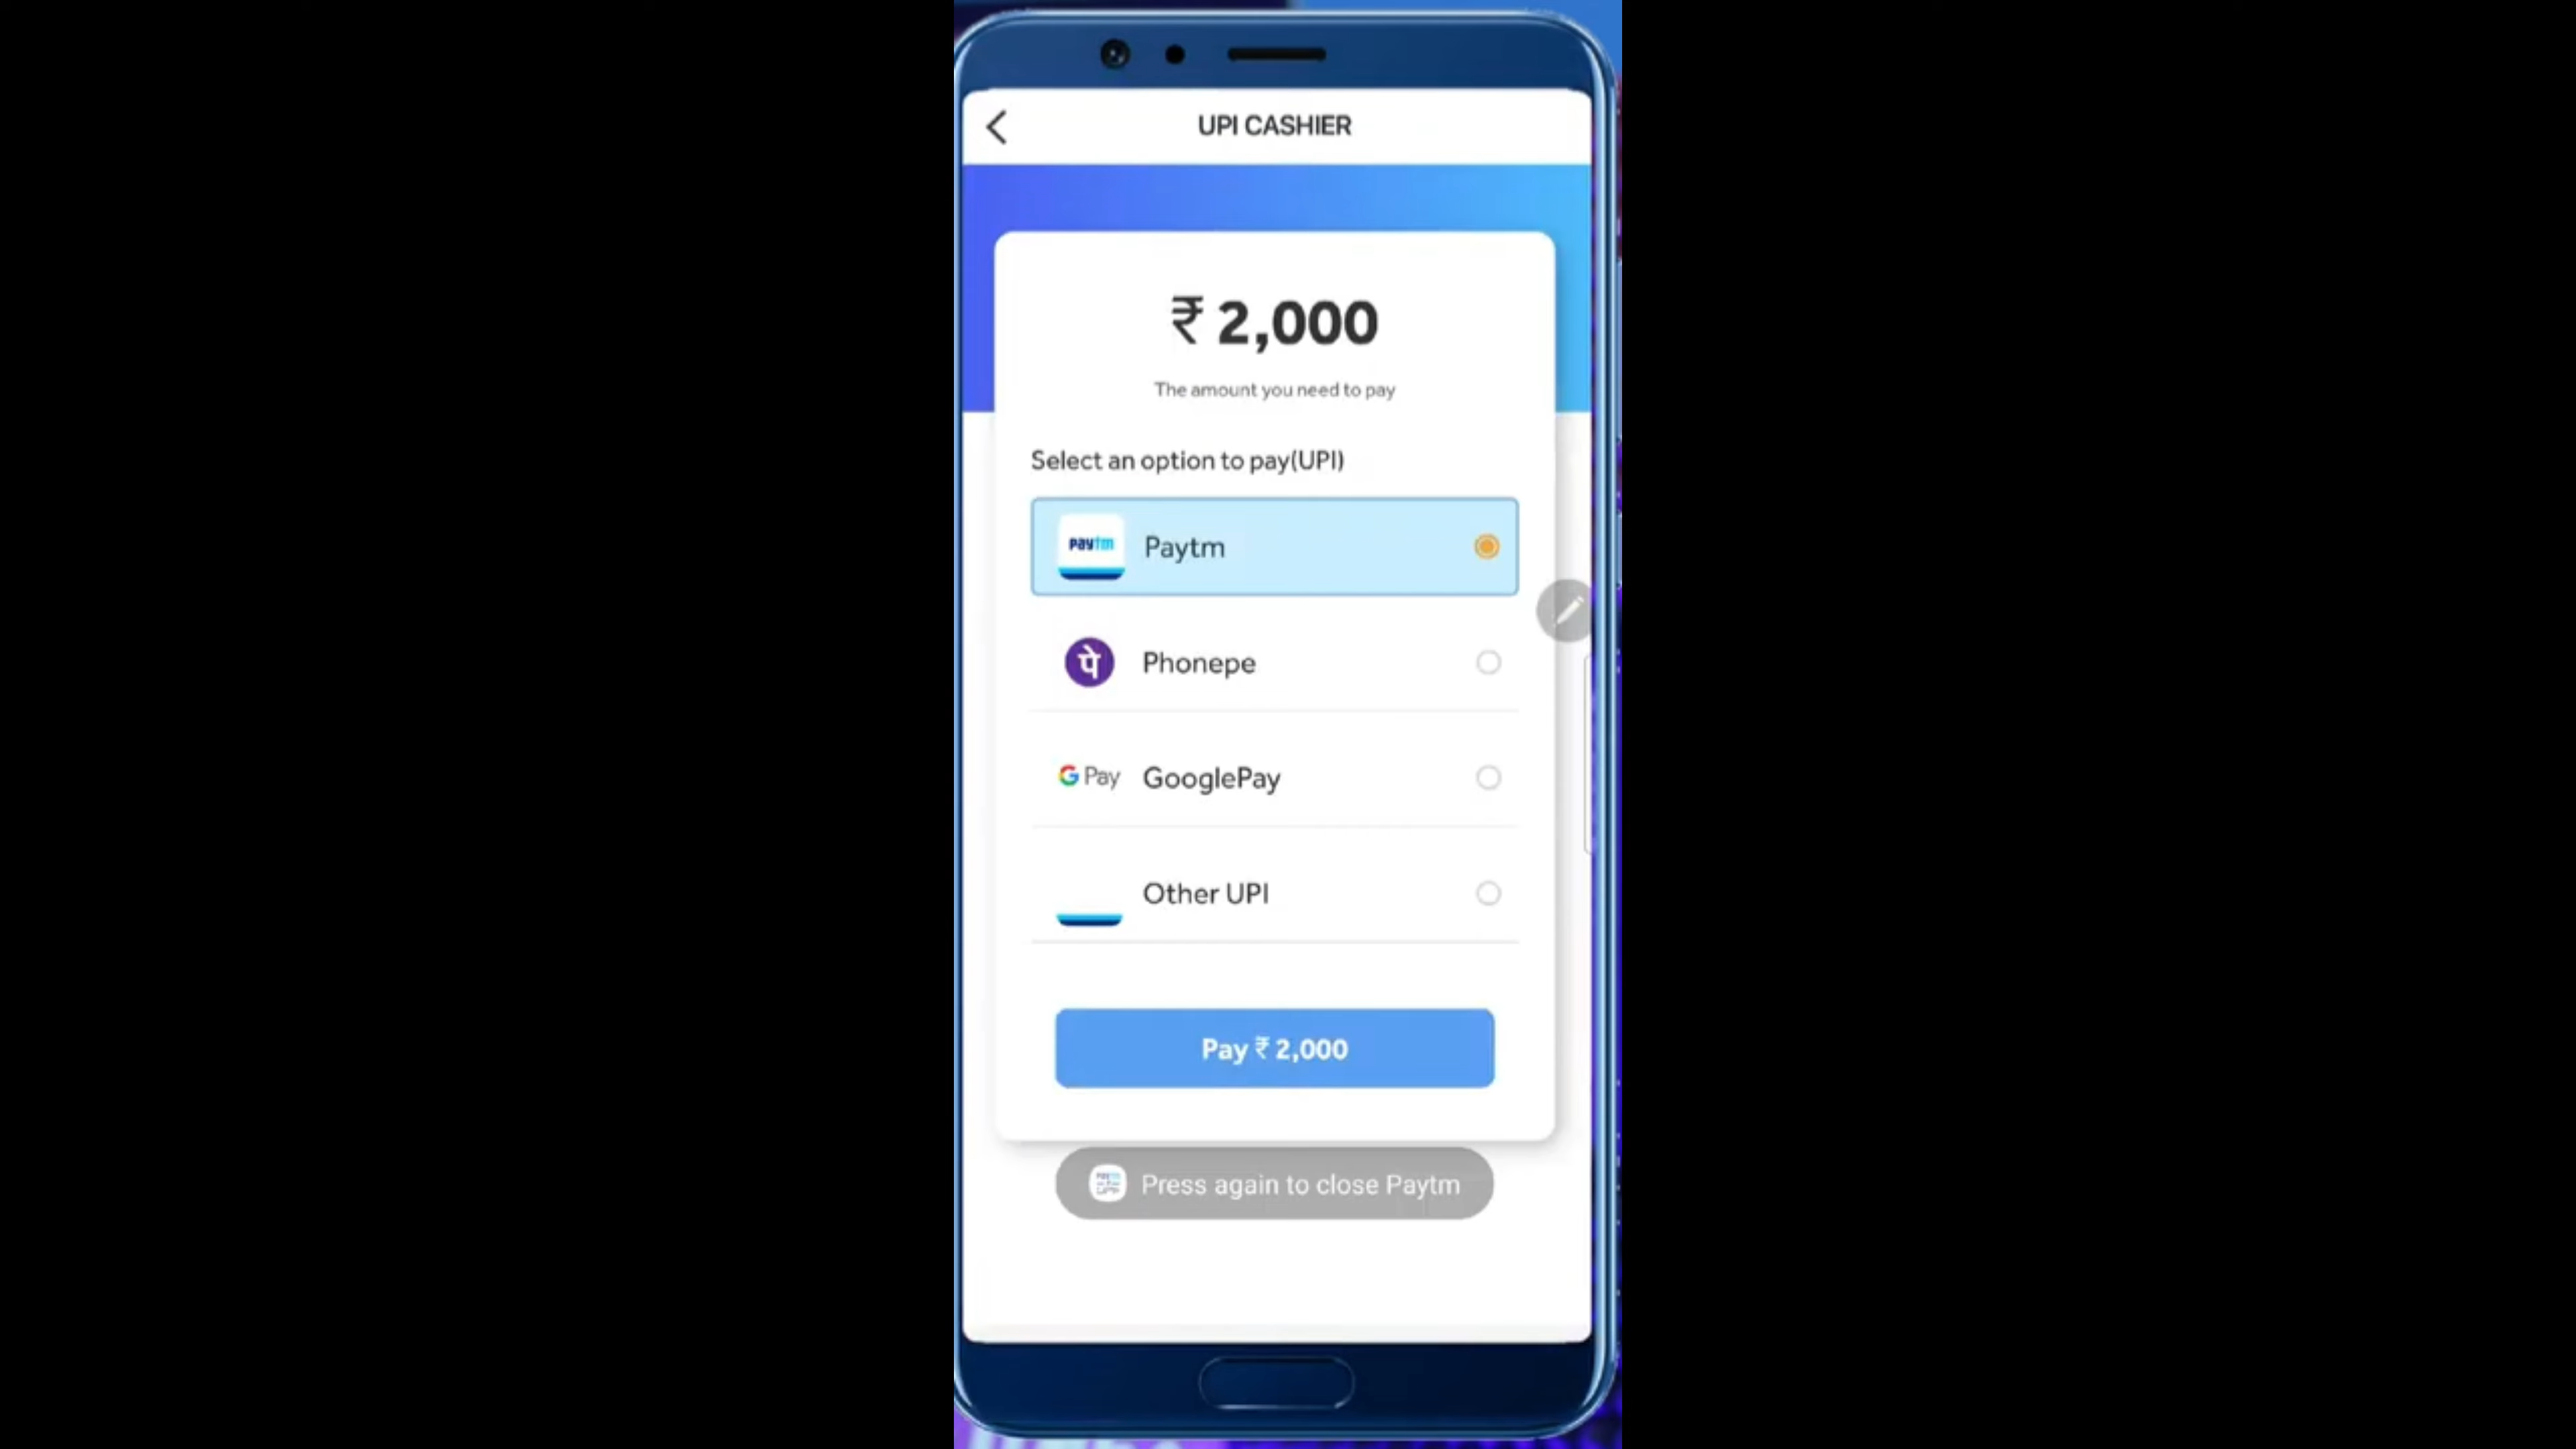 UPI CASHIER
₹ 2,000
The amount you need to pay
Select an option to pay(UPI)
paytm Paytm
पे Phonepe
G Pay GooglePay
Other UPI
Pay ₹ 2,000
Press again to close Paytm